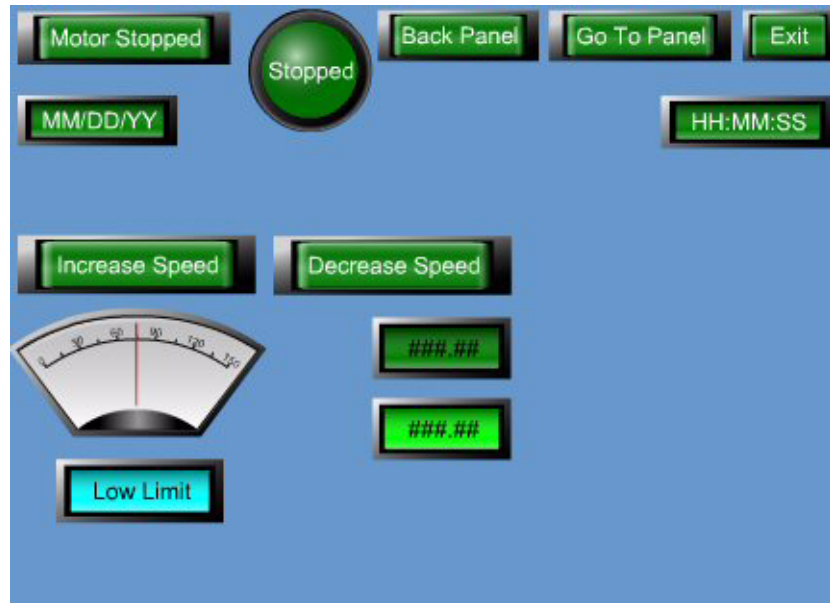 Motor Stopped
Stopped
Back Panel
Go To Panel
Exit
MM/DD/YY
HH:MM:SS
Increase Speed
Decrease Speed
0 30 60 90 120 150
###.##
###.##
Low Limit